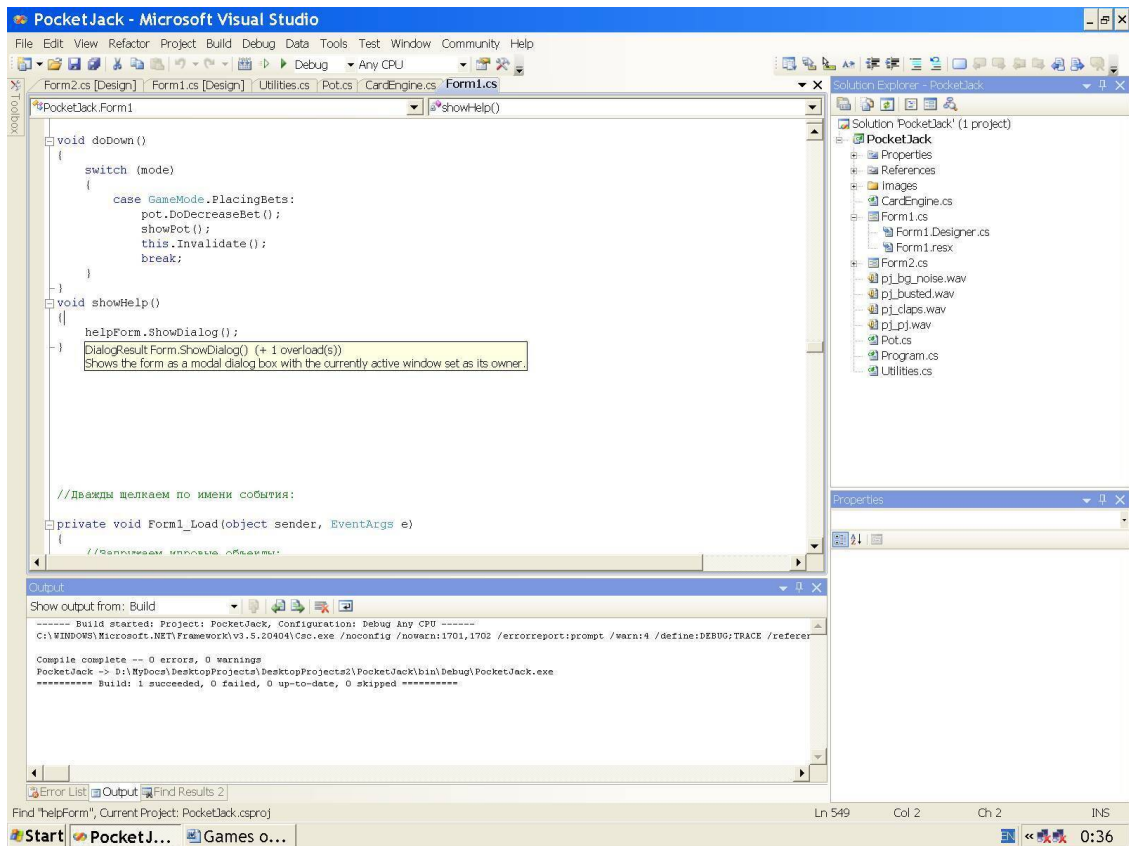 PocketJack - Microsoft Visual Studio
File Edit View Refactor Project Build Debug Data Tools Test Window Community Help
Debug Any CPU
Toolbox
Form2.cs [Design] Form1.cs [Design] Utilities.cs Pot.cs CardEngine.cs Form1.cs
PocketJack.Form1 showHelp()
void doDown()
{
switch (mode)
{
case GameMode.PlacingBets:
pot.DoDecreaseBet();
showPot();
this.Invalidate();
break;
}
}
void showHelp()
{
helpForm.ShowDialog();
}
DialogResult Form.ShowDialog() (+ 1 overload(s))
Shows the form as a modal dialog box with the currently active window set as its owner.
//Дважды щелкаем по имени события:
private void Form1_Load(object sender, EventArgs e)
{
//Загружаем игровые объекты:
Solution Explorer - PocketJack
Solution 'PocketJack' (1 project)
PocketJack
Properties
References
images
CardEngine.cs
Form1.cs
Form1.Designer.cs
Form1.resx
Form2.cs
pj_bg_noise.wav
pj_busted.wav
pj_claps.wav
pj_pj.wav
Pot.cs
Program.cs
Utilities.cs
Properties
Output
Show output from: Build
------ Build started: Project: PocketJack, Configuration: Debug Any CPU ------
C:\WINDOWS\Microsoft.NET\Framework\v3.5.20404\Csc.exe /noconfig /nowarn:1701,1702 /errorreport:prompt /warn:4 /define:DEBUG;TRACE /referen
Compile complete -- 0 errors, 0 warnings
PocketJack -> D:\MyDocs\DesktopProjects\DesktopProjects2\PocketJack\bin\Debug\PocketJack.exe
========== Build: 1 succeeded, 0 failed, 0 up-to-date, 0 skipped ==========
Error List Output Find Results 2
Find "helpForm", Current Project: PocketJack.csproj Ln 549 Col 2 Ch 2 INS
Start PocketJ... Games o... EN « 0:36